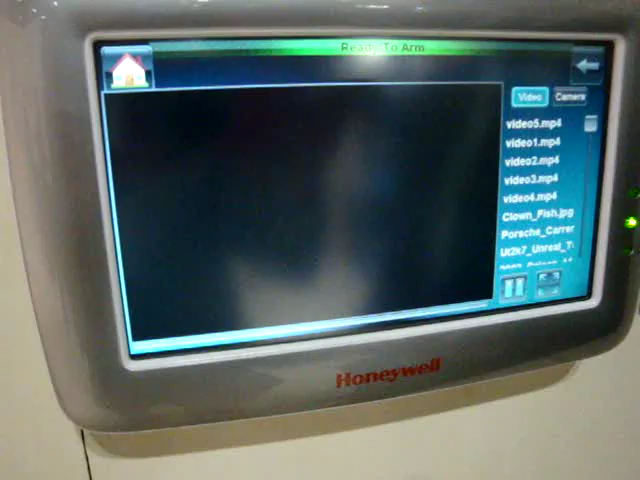 Ready To Arm
Video Camera
video5.mp4
video1.mp4
video2.mp4
video3.mp4
video4.mp4
Clown_Fish.jpg
Porsche_Carrer
Ut2k7_Unreal_T
Honeywell